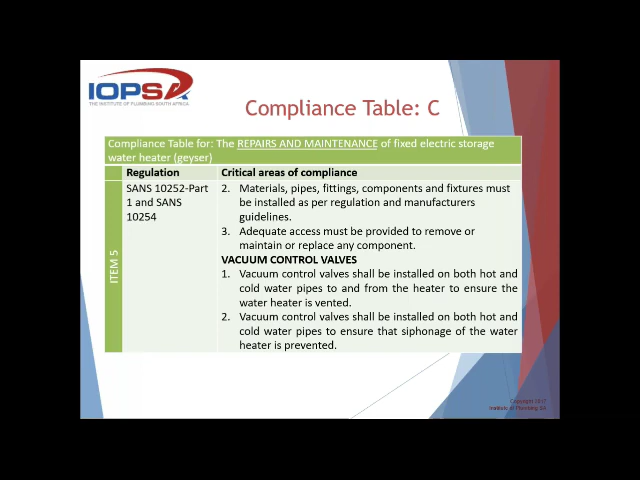 IOPSA
THE INSTITUTE OF PLUMBING SOUTH AFRICA
Compliance Table: C
Compliance Table for: The REPAIRS AND MAINTENANCE of fixed electric storage
water heater (geyser)
Regulation
Critical areas of compliance
ITEM 5
SANS 10252-Part
1 and SANS
10254
2. Materials, pipes, fittings, components and fixtures must
be installed as per regulation and manufacturers
guidelines.
3. Adequate access must be provided to remove or
maintain or replace any component.
VACUUM CONTROL VALVES
1. Vacuum control valves shall be installed on both hot and
cold water pipes to and from the heater to ensure the
water heater is vented.
2. Vacuum control valves shall be installed on both hot and
cold water pipes to ensure that siphonage of the water
heater is prevented.
Copyright 2017
Institute of Plumbing SA